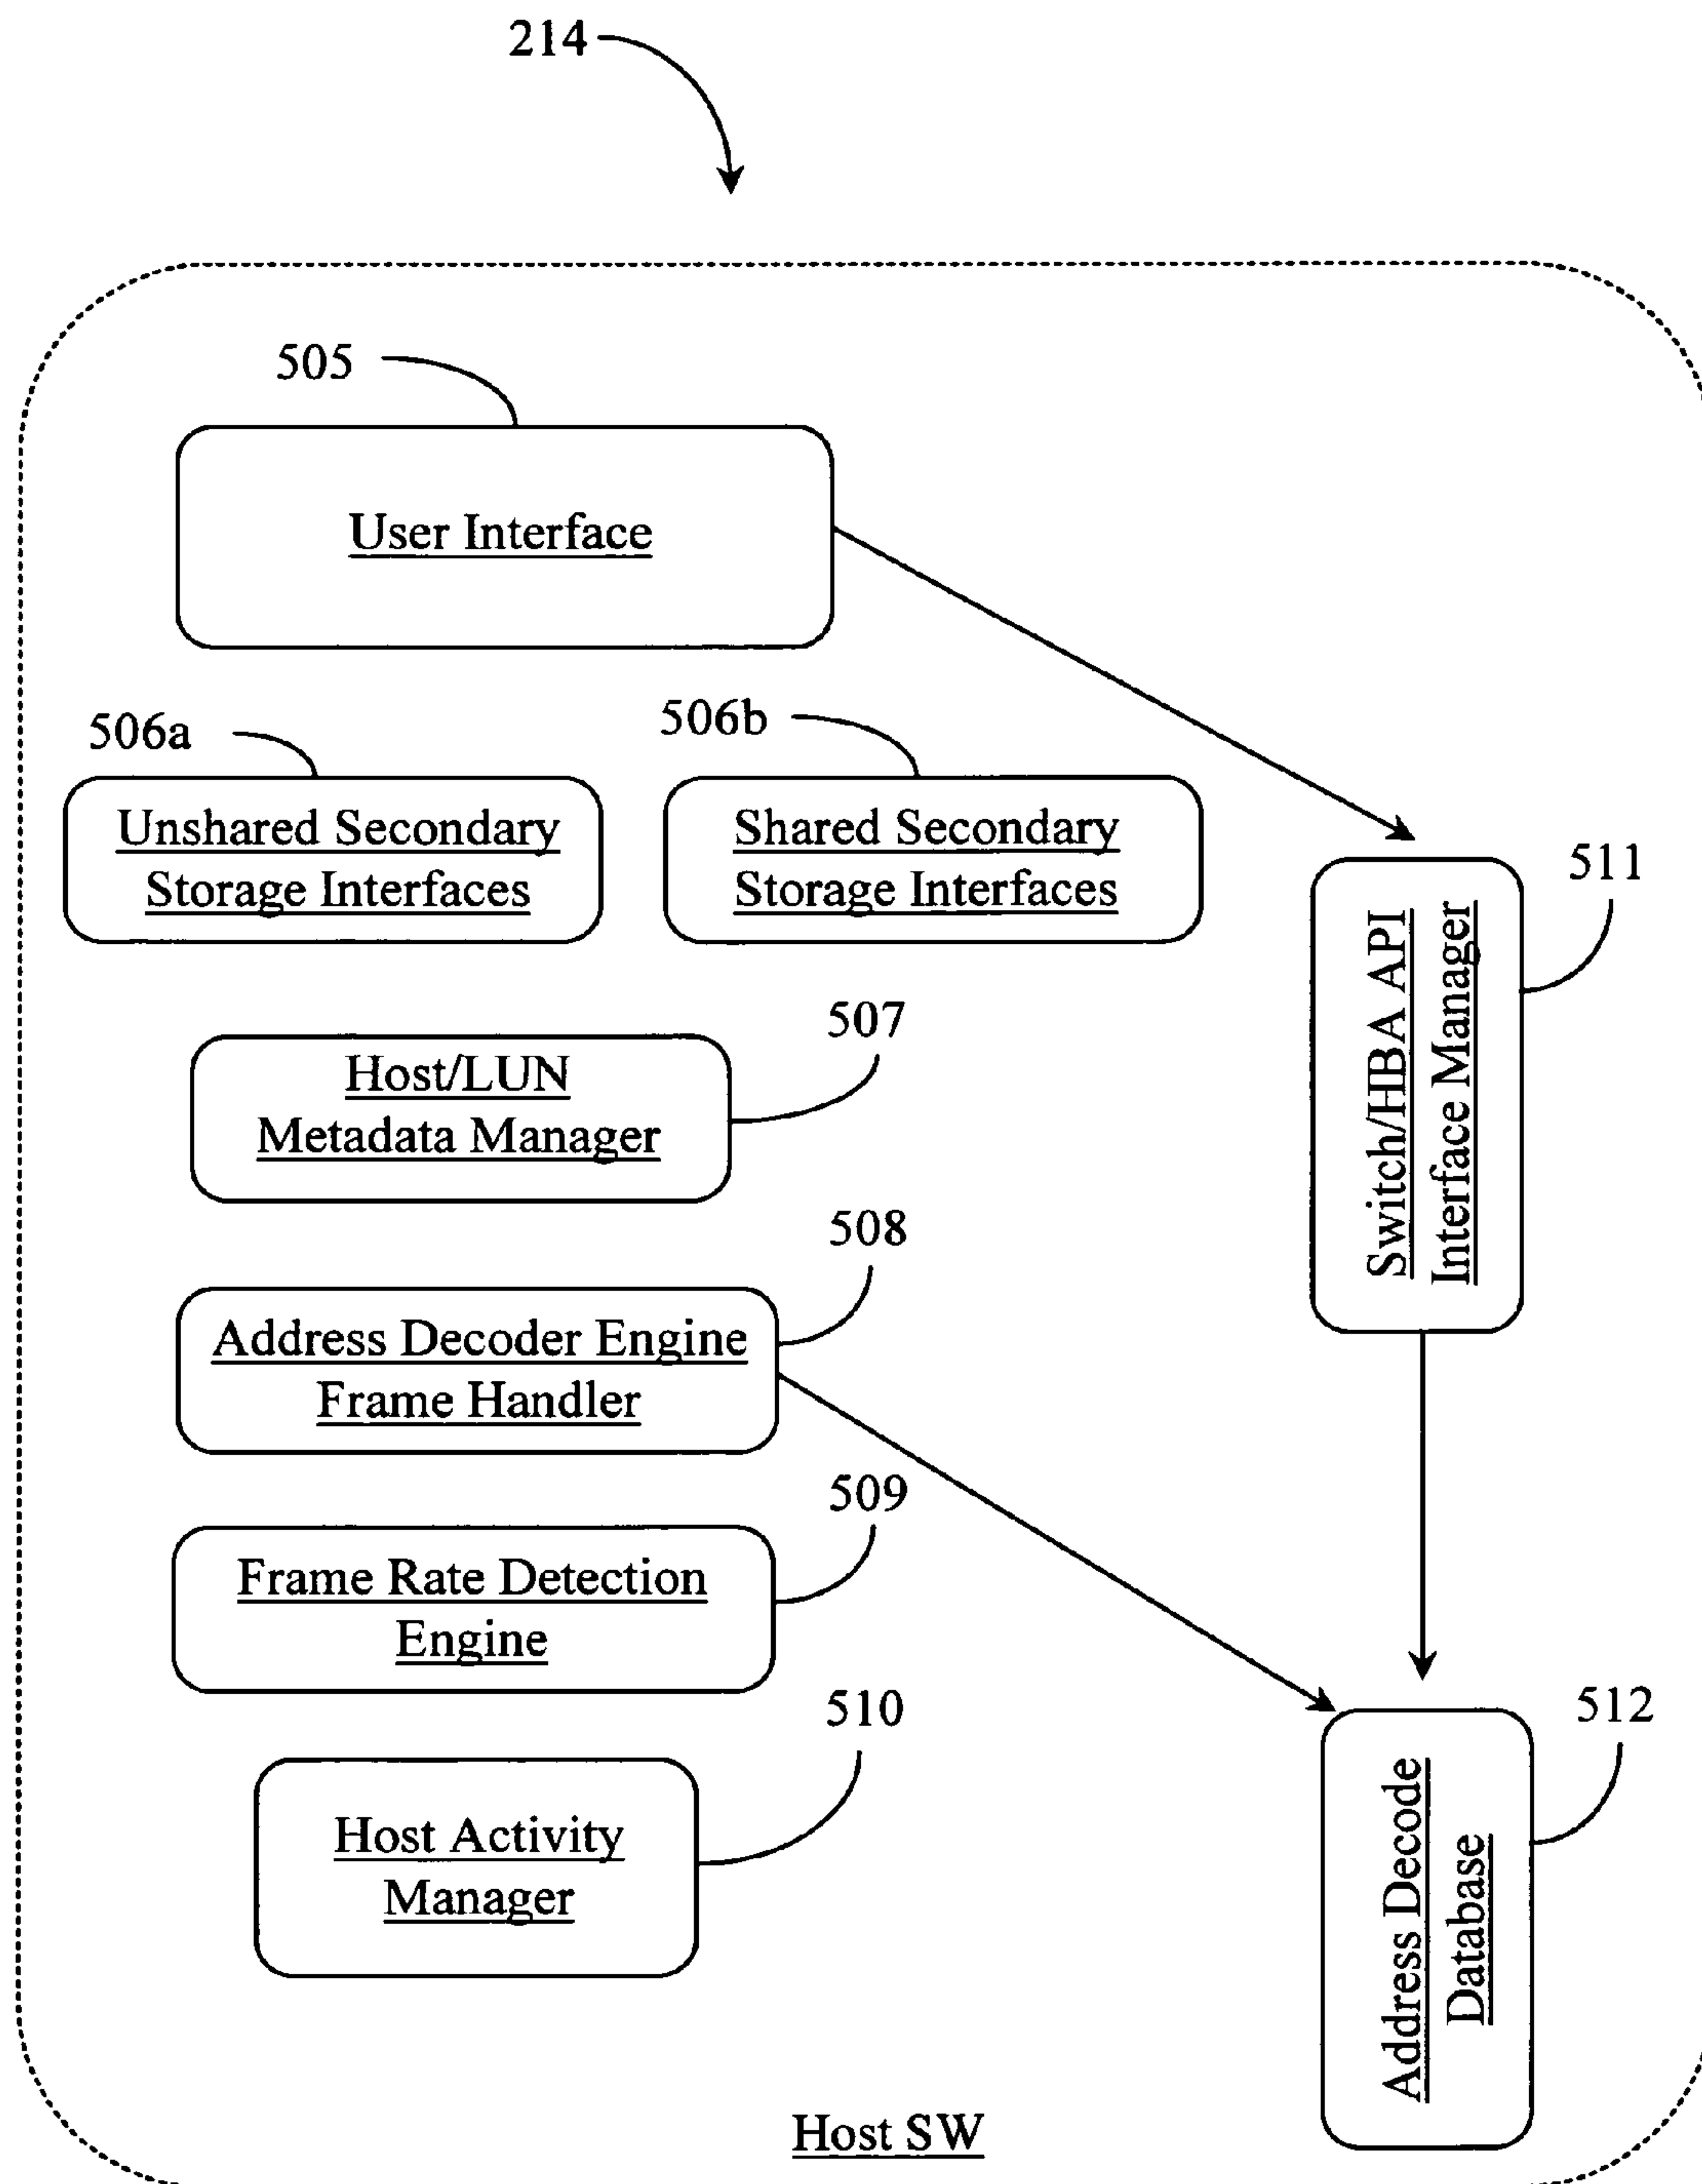 214
505
User Interface
506a
506b
Unshared Secondary
Storage Interfaces
Shared Secondary
Storage Interfaces
511
Switch/HBA API
Interface Manager
507
Host/LUN
Metadata Manager
508
Address Decoder Engine
Frame Handler
509
Frame Rate Detection
Engine
510
Host Activity
Manager
512
Address Decode
Database
Host SW